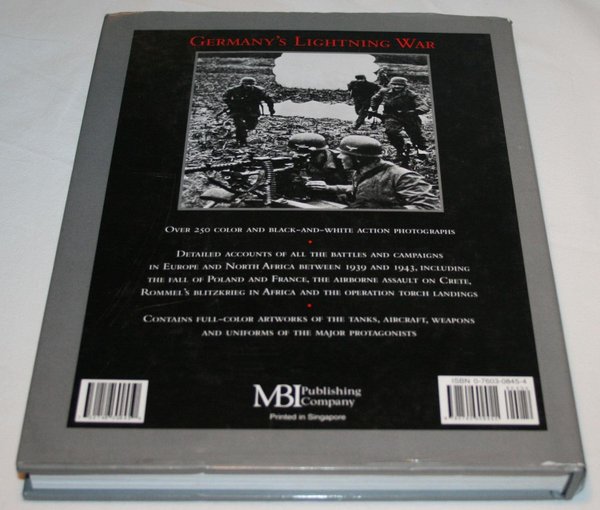 GERMANY'S LIGHTNING WAR
OVER 250 COLOR AND BLACK-AND-WHITE ACTION PHOTOGRAPHS
•
DETAILED ACCOUNTS OF ALL THE BATTLES AND CAMPAIGNS
IN EUROPE AND NORTH AFRICA BETWEEN 1939 AND 1943, INCLUDING
THE FALL OF POLAND AND FRANCE, THE AIRBORNE ASSAULT ON CRETE,
ROMMEL'S BLITZKRIEG IN AFRICA AND THE OPERATION TORCH LANDINGS
•
CONTAINS FULL-COLOR ARTWORKS OF THE TANKS, AIRCRAFT, WEAPONS
AND UNIFORMS OF THE MAJOR PROTAGONISTS
MBI Publishing
Company
Printed in Singapore
ISBN 0-7603-0845-4